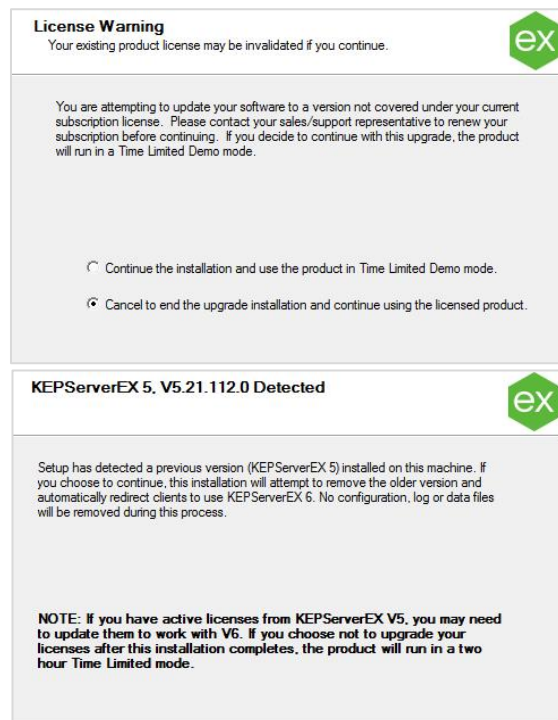 License Warning
Your existing product license may be invalidated if you continue.
ex
You are attempting to update your software to a version not covered under your current
subscription license. Please contact your sales/support representative to renew your
subscription before continuing. If you decide to continue with this upgrade, the product
will run in a Time Limited Demo mode.
Continue the installation and use the product in Time Limited Demo mode.
Cancel to end the upgrade installation and continue using the licensed product.
KEPServerEX 5, V5.21.112.0 Detected
ex
Setup has detected a previous version (KEPServerEX 5) installed on this machine. If
you choose to continue, this installation will attempt to remove the older version and
automatically redirect clients to use KEPServerEX 6. No configuration, log or data files
will be removed during this process.
NOTE: If you have active licenses from KEPServerEX V5, you may need
to update them to work with V6. If you choose not to upgrade your
licenses after this installation completes, the product will run in a two
hour Time Limited mode.